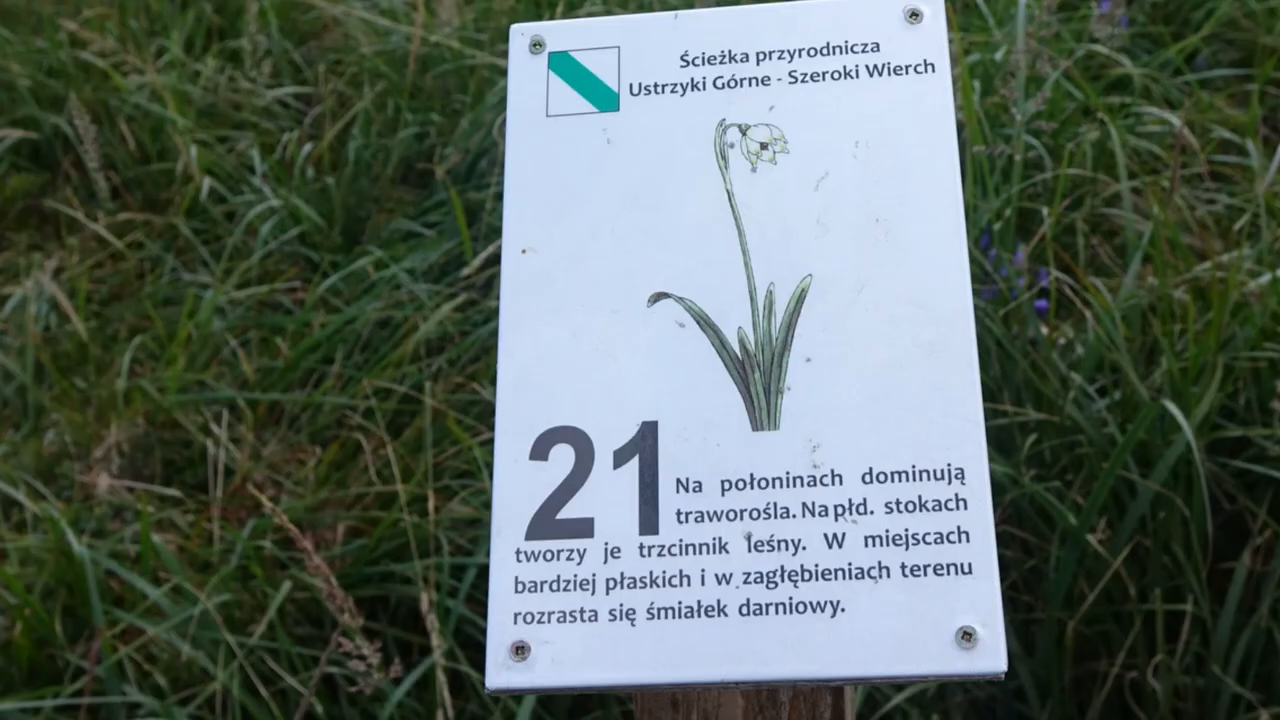 Ścieżka przyrodnicza
Ustrzyki Górne - Szeroki Wierch
21
Na połoninach dominują
traworośla. Na płd. stokach
tworzy je trzcinnik leśny. W miejscach
bardziej płaskich i w zagłębieniach terenu
rozrasta się śmiałek darniowy.